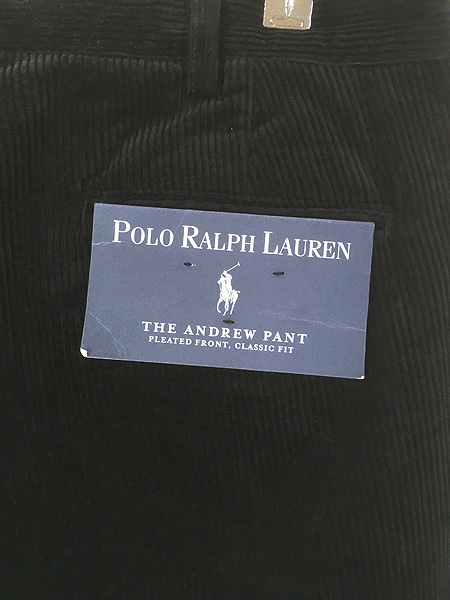 POLO RALPH LAUREN
THE ANDREW PANT
PLEATED FRONT, CLASSIC FIT